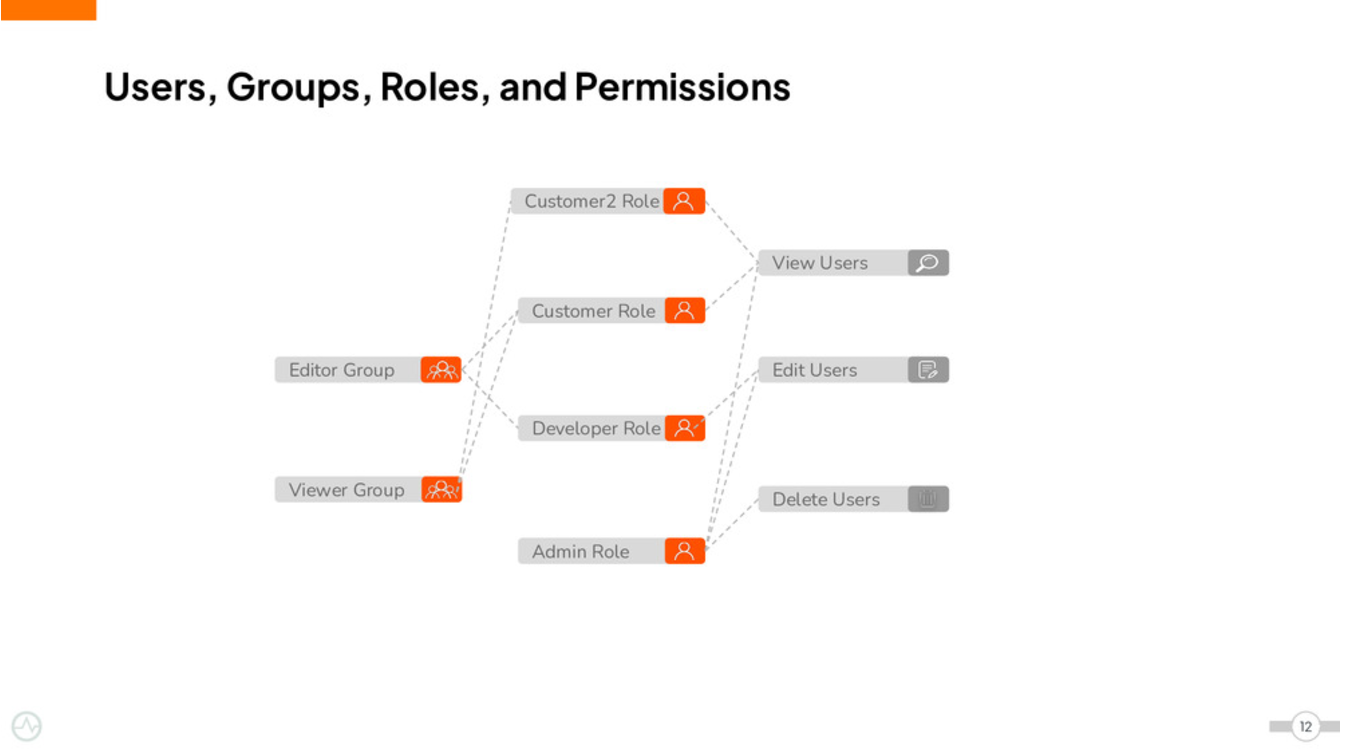 Users, Groups, Roles, and Permissions
Customer2 Role
View Users
Customer Role
Editor Group
Edit Users
Developer Role
Viewer Group
Delete Users
Admin Role
12